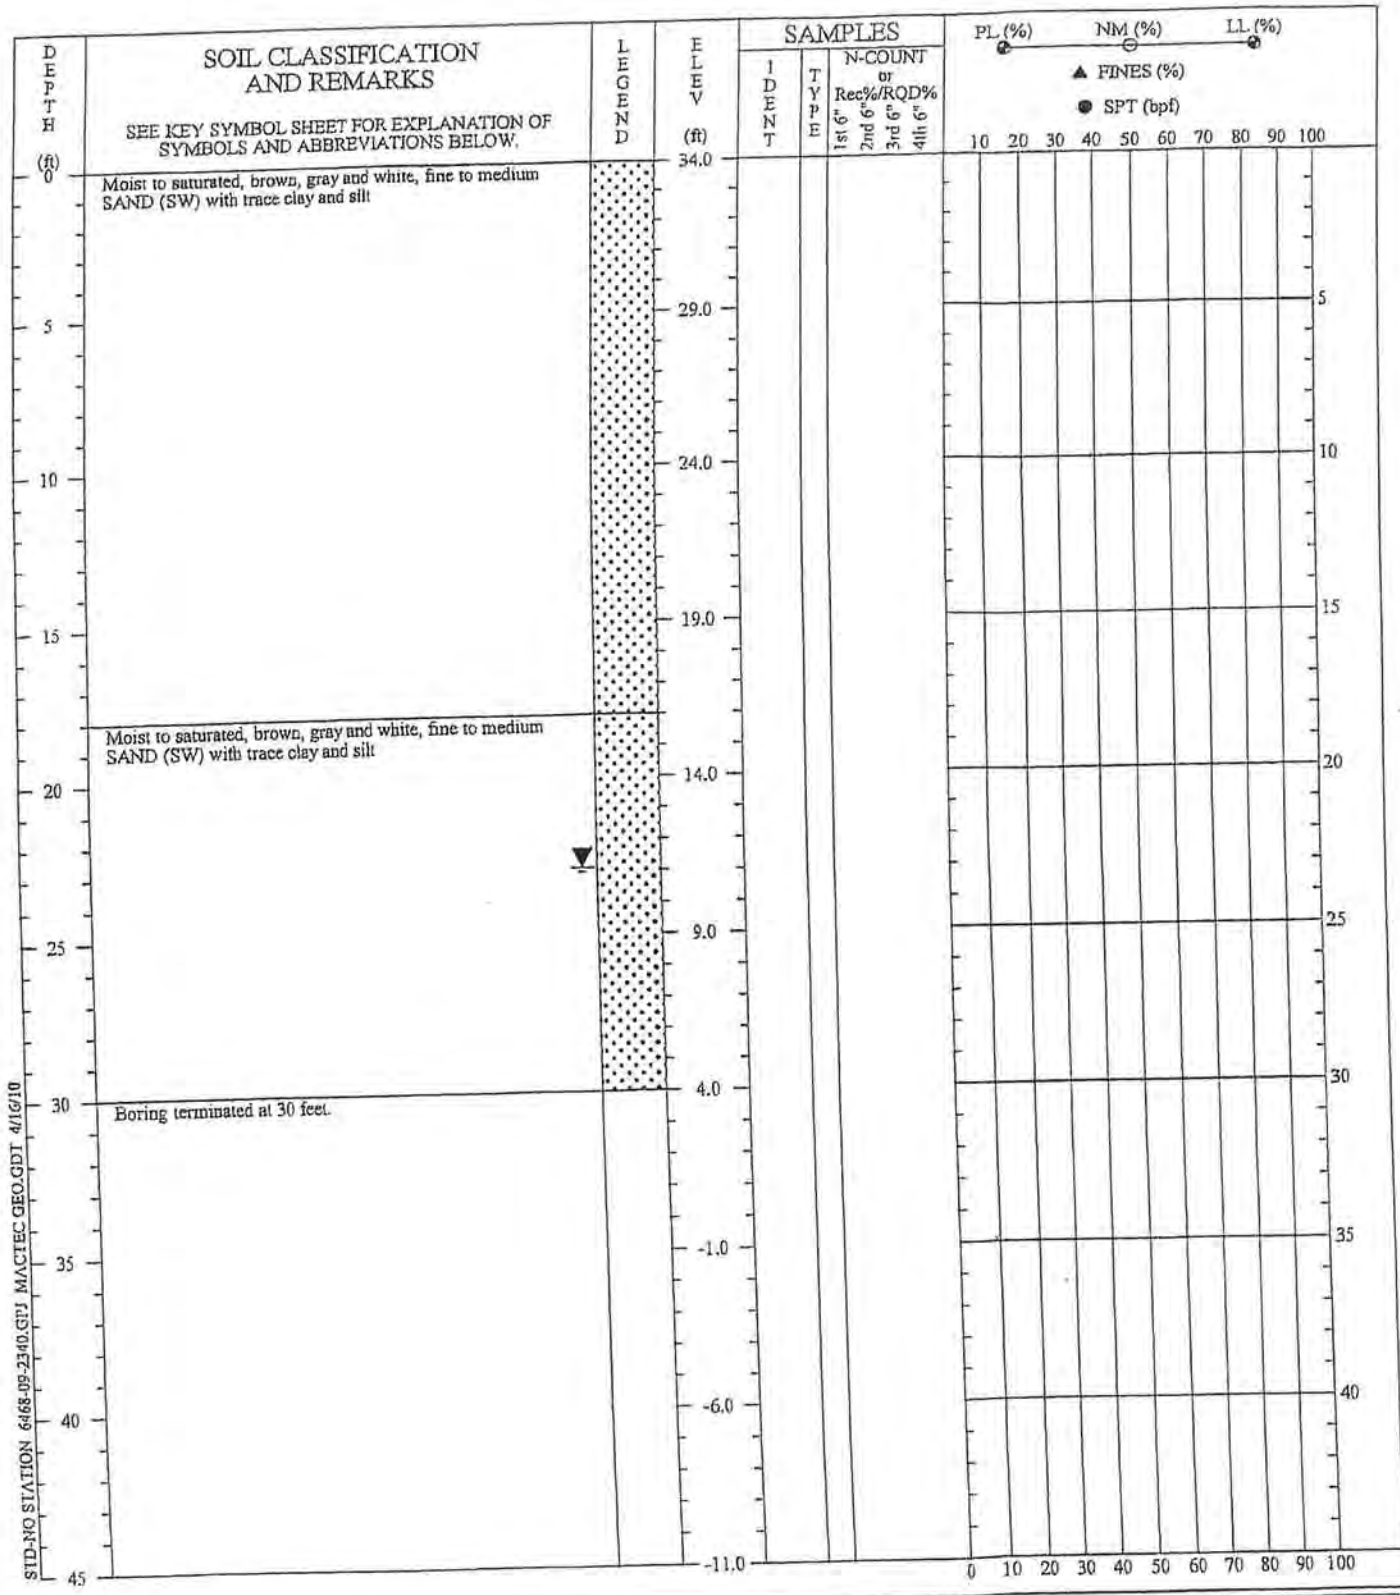 DEPTH
(ft)
SOIL CLASSIFICATION
AND REMARKS
SEE KEY SYMBOL SHEET FOR EXPLANATION OF
SYMBOLS AND ABBREVIATIONS BELOW.
LEGEND
ELEV
(ft)
SAMPLES
IDENT
TYPE
N-COUNT
or
Rec%/RQD%
1st 6"
2nd 6"
3rd 6"
4th 6"
PL (%) NM (%) LL (%)
▲ FINES (%)
● SPT (bpf)
10 20 30 40 50 60 70 80 90 100
0
Moist to saturated, brown, gray and white, fine to medium
SAND (SW) with trace clay and silt
34.0
5
29.0
5
10
24.0
10
15
19.0
15
Moist to saturated, brown, gray and white, fine to medium
SAND (SW) with trace clay and silt
20
14.0
20
25
9.0
25
30
Boring terminated at 30 feet.
4.0
30
35
-1.0
35
40
-6.0
40
45
-11.0
0 10 20 30 40 50 60 70 80 90 100
STD-NO STATION 6468-09-2340.GPJ MACTEC GEO.GDT 4/16/10